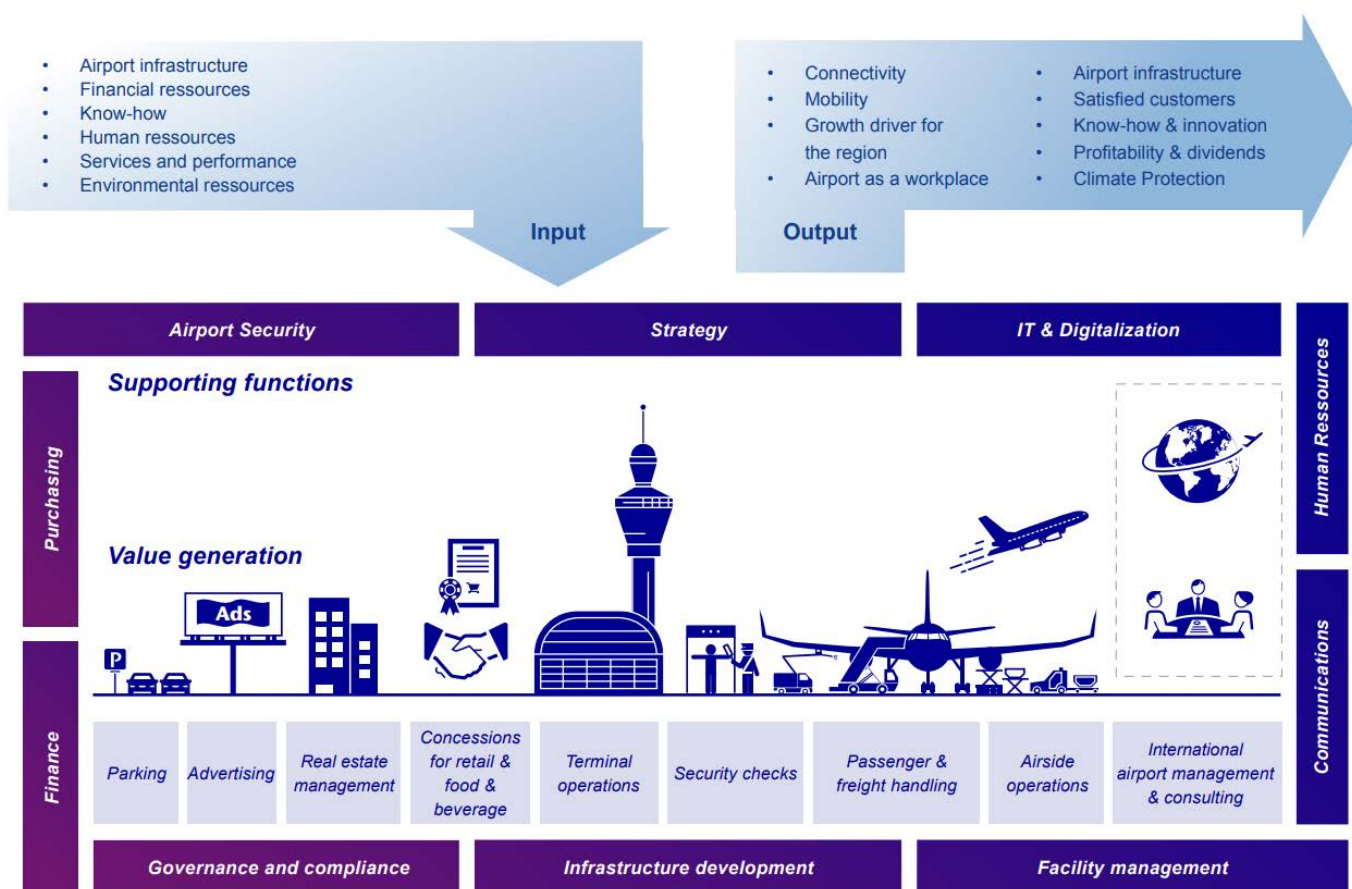 • Airport infrastructure
• Financial ressources
• Know-how
• Human ressources
• Services and performance
• Environmental ressources
Input
• Connectivity
• Mobility
• Growth driver for
the region
• Airport as a workplace
• Airport infrastructure
• Satisfied customers
• Know-how & innovation
• Profitability & dividends
• Climate Protection
Output
Airport Security
Strategy
IT & Digitalization
Human Ressources
Purchasing
Supporting functions
Value generation
Ads
P
Communications
Finance
Parking
Advertising
Real estate
management
Concessions
for retail &
food &
beverage
Terminal
operations
Security checks
Passenger &
freight handling
Airside
operations
International
airport management
& consulting
Governance and compliance
Infrastructure development
Facility management